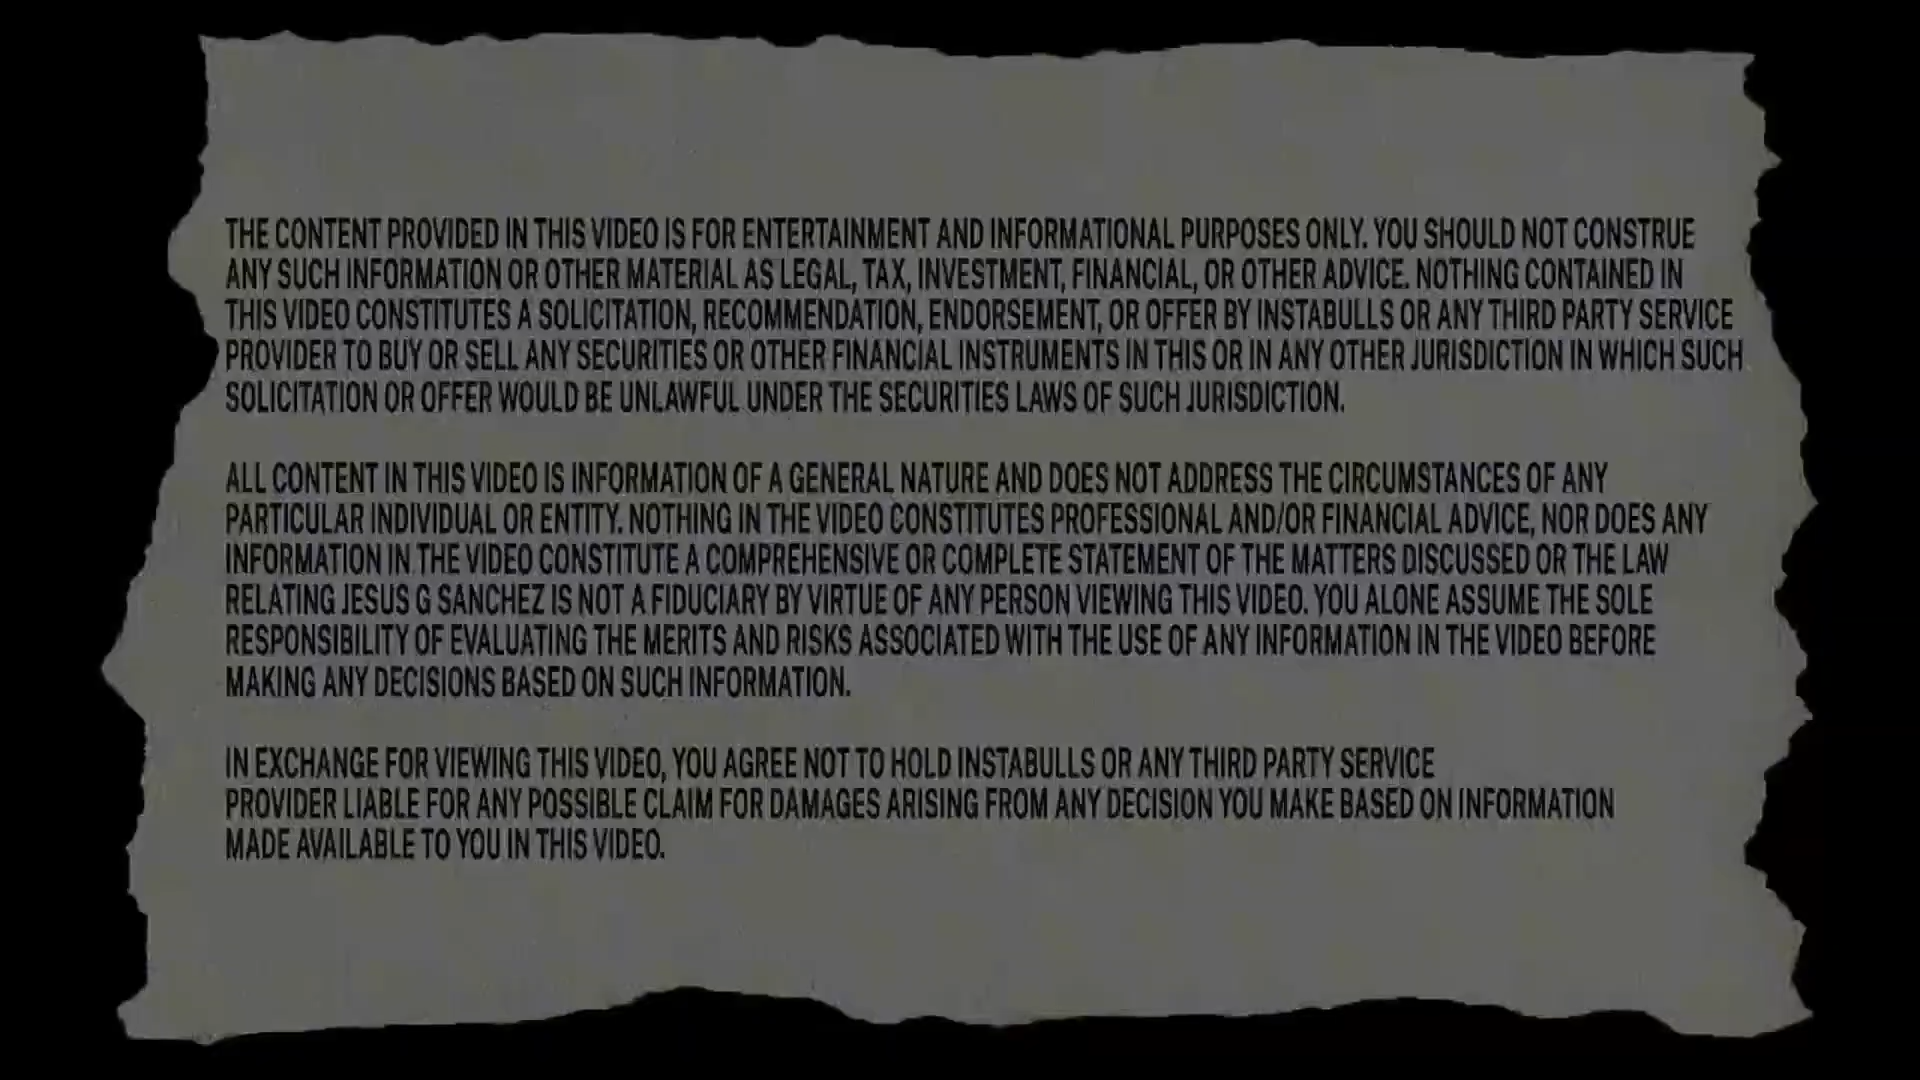 THE CONTENT PROVIDED IN THIS VIDEO IS FOR ENTERTAINMENT AND INFORMATIONAL PURPOSES ONLY. YOU SHOULD NOT CONSTRUE
ANY SUCH INFORMATION OR OTHER MATERIAL AS LEGAL, TAX, INVESTMENT, FINANCIAL, OR OTHER ADVICE. NOTHING CONTAINED IN
THIS VIDEO CONSTITUTES A SOLICITATION, RECOMMENDATION, ENDORSEMENT, OR OFFER BY INSTABULLS OR ANY THIRD PARTY SERVICE
PROVIDER TO BUY OR SELL ANY SECURITIES OR OTHER FINANCIAL INSTRUMENTS IN THIS OR IN ANY OTHER JURISDICTION IN WHICH SUCH
SOLICITATION OR OFFER WOULD BE UNLAWFUL UNDER THE SECURITIES LAWS OF SUCH JURISDICTION.
ALL CONTENT IN THIS VIDEO IS INFORMATION OF A GENERAL NATURE AND DOES NOT ADDRESS THE CIRCUMSTANCES OF ANY
PARTICULAR INDIVIDUAL OR ENTITY. NOTHING IN THE VIDEO CONSTITUTES PROFESSIONAL AND/OR FINANCIAL ADVICE, NOR DOES ANY
INFORMATION IN THE VIDEO CONSTITUTE A COMPREHENSIVE OR COMPLETE STATEMENT OF THE MATTERS DISCUSSED OR THE LAW
RELATING JESUS G SANCHEZ IS NOT A FIDUCIARY BY VIRTUE OF ANY PERSON VIEWING THIS VIDEO. YOU ALONE ASSUME THE SOLE
RESPONSIBILITY OF EVALUATING THE MERITS AND RISKS ASSOCIATED WITH THE USE OF ANY INFORMATION IN THE VIDEO BEFORE
MAKING ANY DECISIONS BASED ON SUCH INFORMATION.
IN EXCHANGE FOR VIEWING THIS VIDEO, YOU AGREE NOT TO HOLD INSTABULLS OR ANY THIRD PARTY SERVICE
PROVIDER LIABLE FOR ANY POSSIBLE CLAIM FOR DAMAGES ARISING FROM ANY DECISION YOU MAKE BASED ON INFORMATION
MADE AVAILABLE TO YOU IN THIS VIDEO.